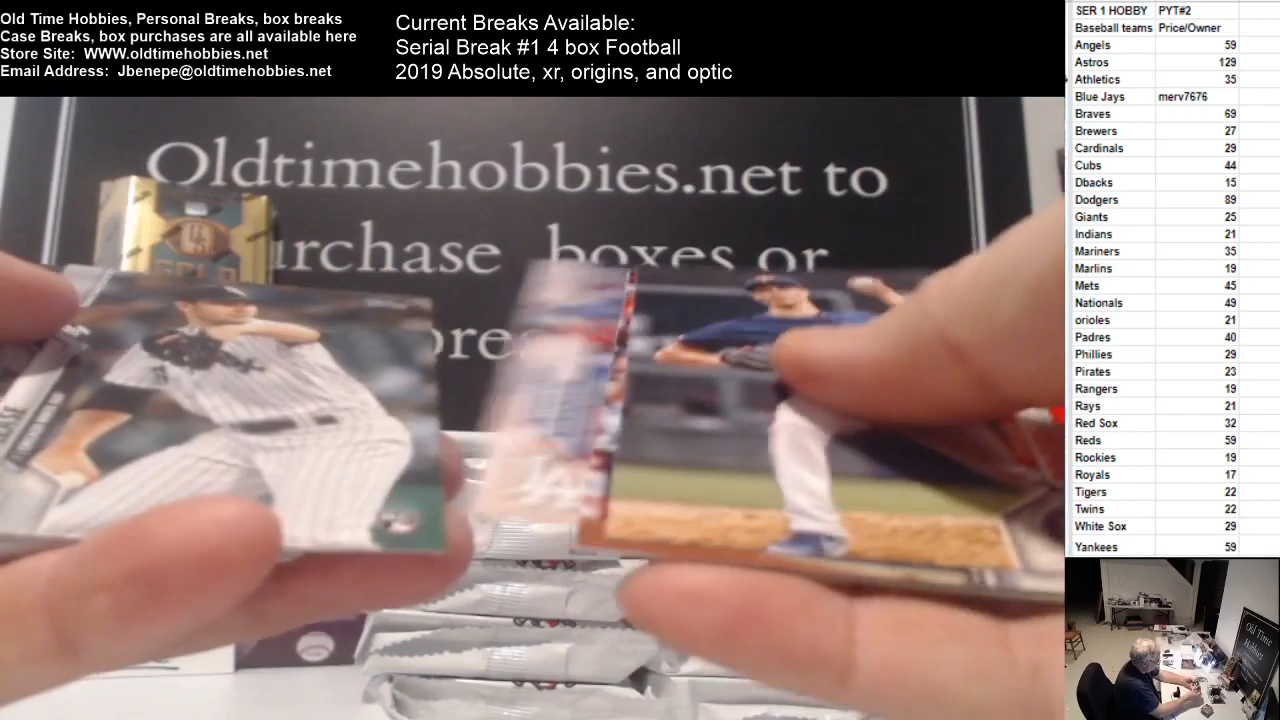 Old Time Hobbies, Personal Breaks, box breaks
Case Breaks, box purchases are all available here
Store Site: WWW.oldtimehobbies.net
Email Address: Jbenepe@oldtimehobbies.net
Current Breaks Available:
Serial Break #1 4 box Football
2019 Absolute, xr, origins, and optic
Oldtimehobbies.net to
urchase boxes or
ore
SER 1 HOBBY PYT#2
Baseball teams Price/Owner
Angels 59
Astros 129
Athletics 35
Blue Jays merv7676
Braves 69
Brewers 27
Cardinals 29
Cubs 44
Dbacks 15
Dodgers 89
Giants 25
Indians 21
Mariners 35
Marlins 19
Mets 45
Nationals 49
orioles 21
Padres 40
Phillies 29
Pirates 23
Rangers 19
Rays 21
Red Sox 32
Reds 59
Rockies 19
Royals 17
Tigers 22
Twins 22
White Sox 29
Yankees 59
Old Time